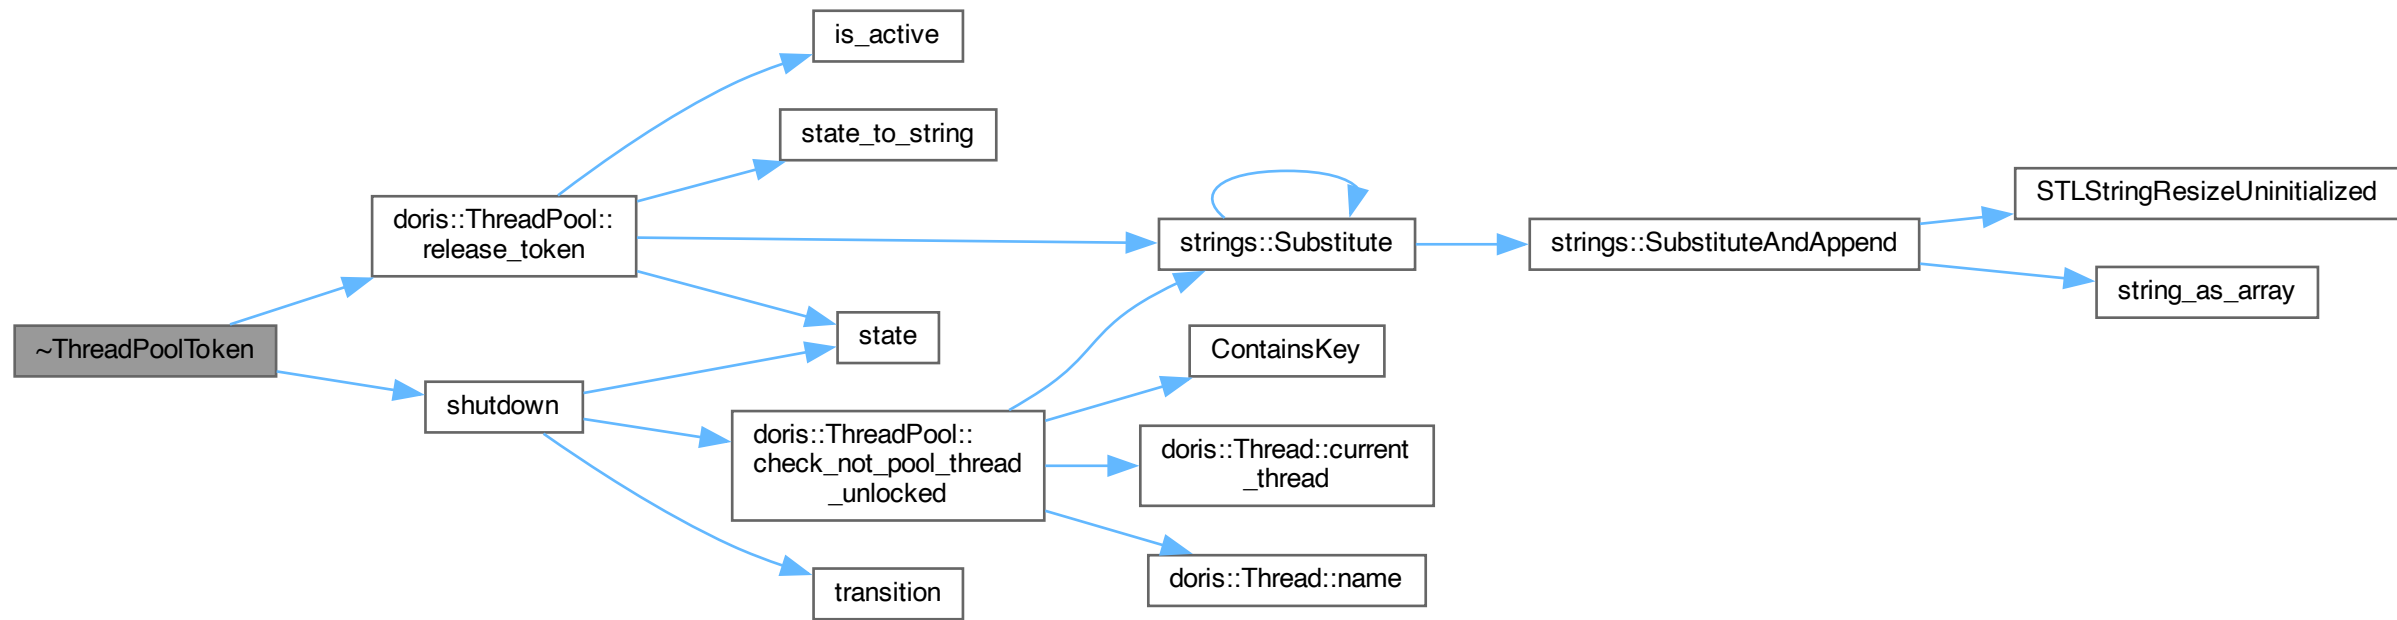 ~ThreadPoolToken
doris::ThreadPool::
release_token
shutdown
is_active
state_to_string
state
doris::ThreadPool::
check_not_pool_thread
_unlocked
transition
strings::Substitute
ContainsKey
doris::Thread::current
_thread
doris::Thread::name
strings::SubstituteAndAppend
STLStringResizeUninitialized
string_as_array